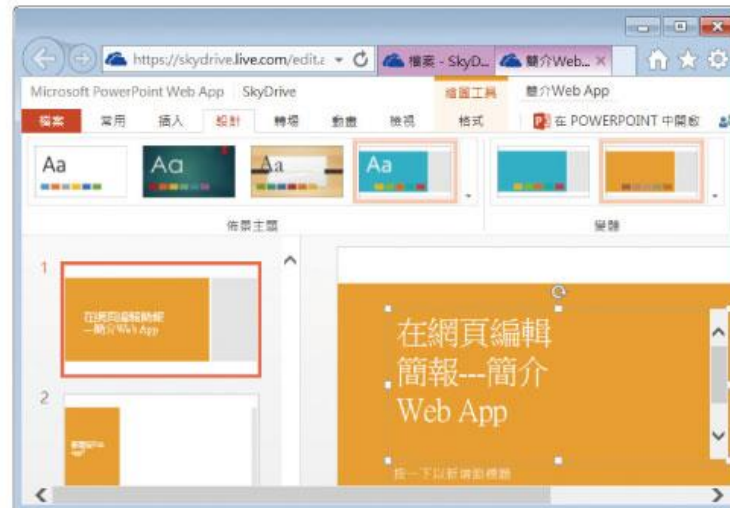 https://skydrive.live.com/edit.a
檔案 - SkyD...
簡介Web...
Microsoft PowerPoint Web App SkyDrive
繪圖工具
簡介Web App
檔案 常用 插入 設計 轉場 動畫 檢視 格式
在 POWERPOINT 中開啟
Aa Aa Aa Aa
佈景主題
變體
1
在網頁編輯簡報
---簡介Web App
2
在網頁編輯
簡報---簡介
Web App
按一下以新增副標題